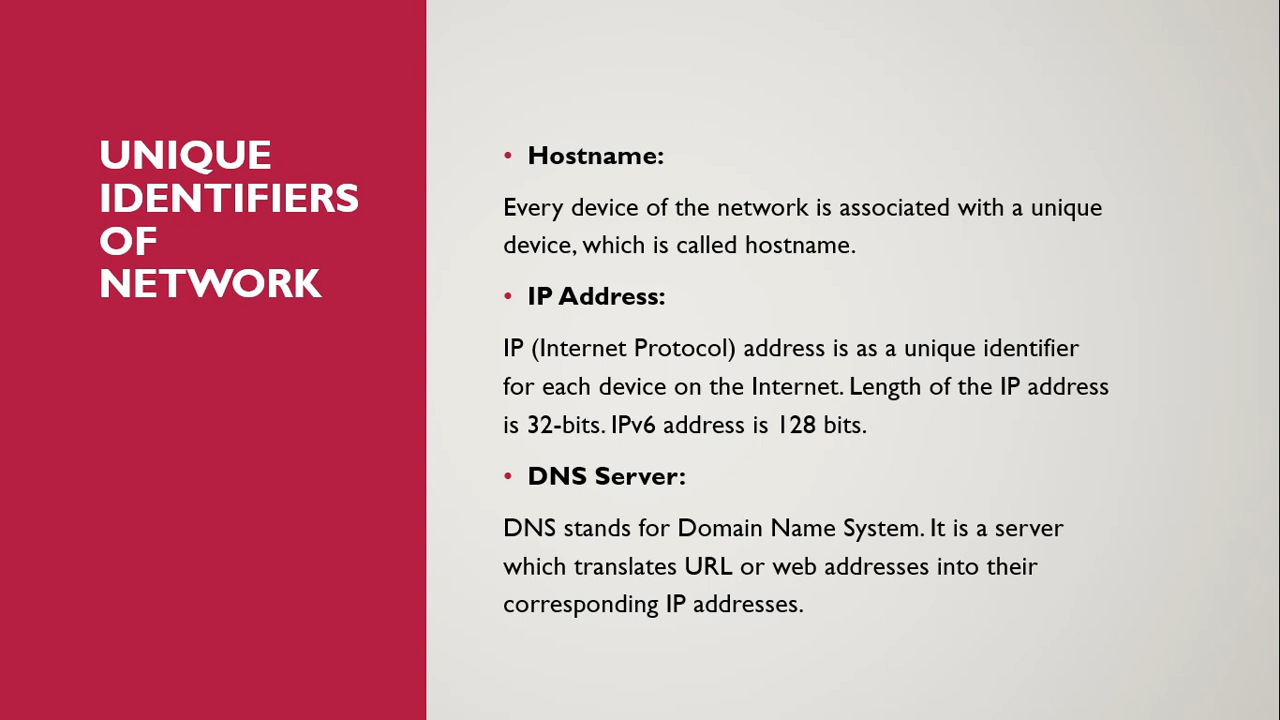 UNIQUE
IDENTIFIERS
OF
NETWORK
• Hostname:
Every device of the network is associated with a unique
device, which is called hostname.
• IP Address:
IP (Internet Protocol) address is as a unique identifier
for each device on the Internet. Length of the IP address
is 32-bits. IPv6 address is 128 bits.
• DNS Server:
DNS stands for Domain Name System. It is a server
which translates URL or web addresses into their
corresponding IP addresses.